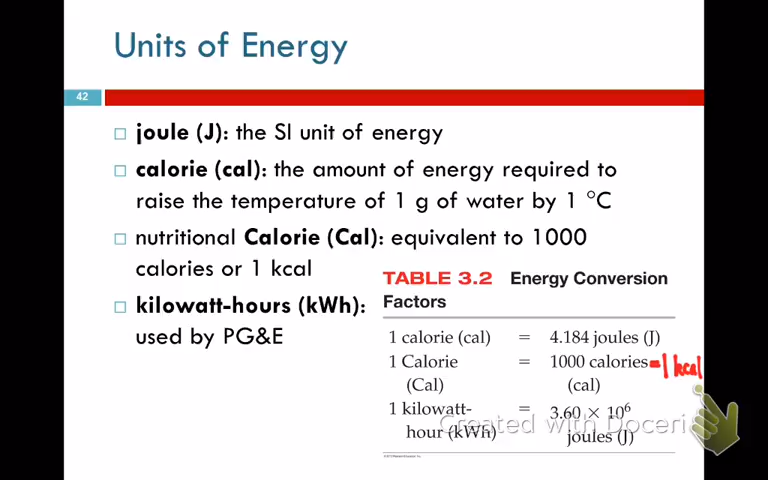 Units of Energy
42
joule (J): the SI unit of energy
calorie (cal): the amount of energy required to
raise the temperature of 1 g of water by 1 °C
nutritional Calorie (Cal): equivalent to 1000
calories or 1 kcal
kilowatt-hours (kWh):
used by PG&E
TABLE 3.2 Energy Conversion
Factors
1 calorie (cal) = 4.184 joules (J)
1 Calorie = 1000 calories =1 kcal
(Cal) (cal)
1 kilowatt- = 3.60 × 10⁶
hour (kWh) joules (J)
Created with Doceri